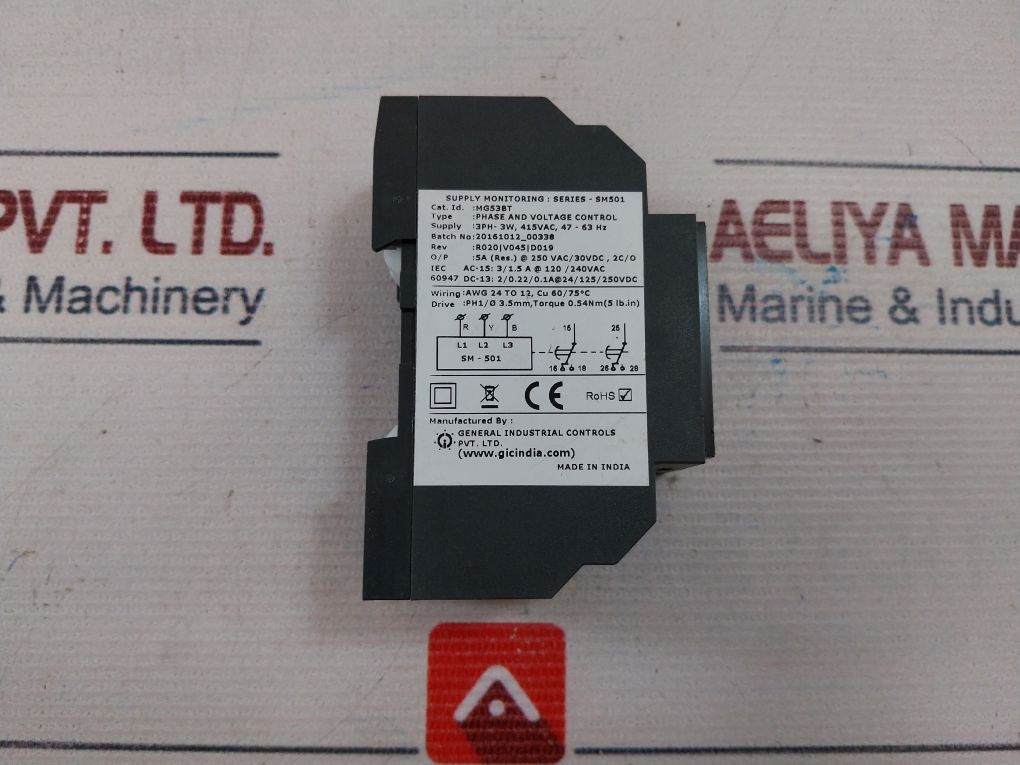 PVT. LTD.
& Machinery
AELIYA MA
Marine & Indu
SUPPLY MONITORING : SERIES - SM501
Cat. Id. :MG53BT
Type :PHASE AND VOLTAGE CONTROL
Supply :3PH- 3W, 415VAC, 47 - 63 Hz
Batch No:20161012_00338
Rev :R020|V045|D019
O/P :5A (Res.) @ 250 VAC/30VDC , 2C/O
IEC AC-15: 3/1.5 A @ 120 /240VAC
60947 DC-13: 2/0.22/0.1A@24/125/250VDC
Wiring :AWG 24 TO 12, Cu 60/75°C
Drive :PH1/Ø 3.5mm,Torque 0.54Nm(5 lb.in)
R Y B 15 25
L1 L2 L3
SM - 501
16 18 26 28
CE RoHS
Manufactured By :
GENERAL INDUSTRIAL CONTROLS
PVT. LTD.
(www.gicindia.com)
MADE IN INDIA